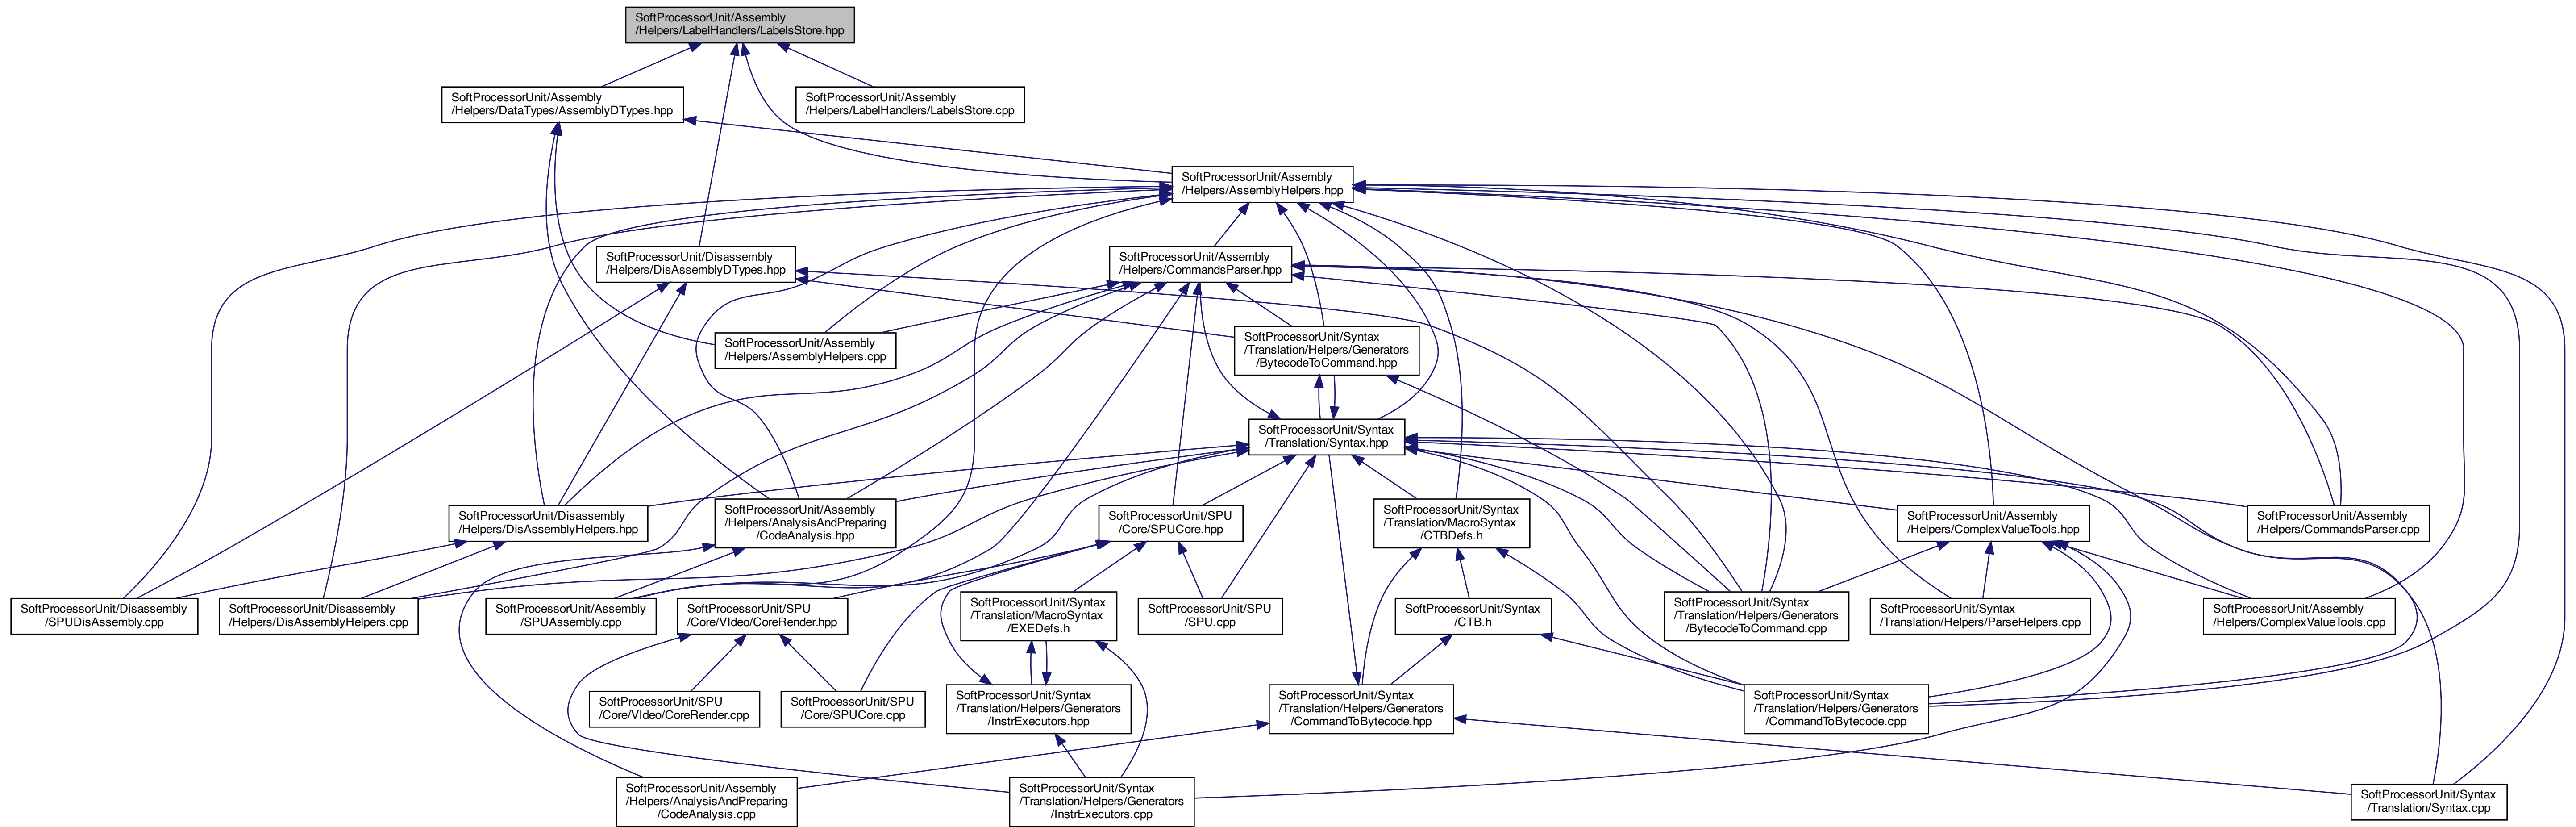 SoftProcessorUnit/Assembly
/Helpers/LabelHandlers/LabelsStore.hpp
SoftProcessorUnit/Assembly
/Helpers/DataTypes/AssemblyDTypes.hpp
SoftProcessorUnit/Assembly
/Helpers/LabelHandlers/LabelsStore.cpp
SoftProcessorUnit/Assembly
/Helpers/AssemblyHelpers.hpp
SoftProcessorUnit/Disassembly
/Helpers/DisAssemblyDTypes.hpp
SoftProcessorUnit/Assembly
/Helpers/CommandsParser.hpp
SoftProcessorUnit/Assembly
/Helpers/AssemblyHelpers.cpp
SoftProcessorUnit/Syntax
/Translation/Helpers/Generators
/BytecodeToCommand.hpp
SoftProcessorUnit/Syntax
/Translation/Syntax.hpp
SoftProcessorUnit/Disassembly
/Helpers/DisAssemblyHelpers.hpp
SoftProcessorUnit/Assembly
/Helpers/AnalysisAndPreparing
/CodeAnalysis.hpp
SoftProcessorUnit/SPU
/Core/SPUCore.hpp
SoftProcessorUnit/Syntax
/Translation/MacroSyntax
/CTBDefs.h
SoftProcessorUnit/Assembly
/Helpers/ComplexValueTools.hpp
SoftProcessorUnit/Assembly
/Helpers/CommandsParser.cpp
SoftProcessorUnit/Disassembly
/SPUDisAssembly.cpp
SoftProcessorUnit/Disassembly
/Helpers/DisAssemblyHelpers.cpp
SoftProcessorUnit/Assembly
/SPUAssembly.cpp
SoftProcessorUnit/SPU
/Core/VIdeo/CoreRender.hpp
SoftProcessorUnit/Syntax
/Translation/MacroSyntax
/EXEDefs.h
SoftProcessorUnit/SPU
/SPU.cpp
SoftProcessorUnit/Syntax
/CTB.h
SoftProcessorUnit/Syntax
/Translation/Helpers/Generators
/BytecodeToCommand.cpp
SoftProcessorUnit/Syntax
/Translation/Helpers/ParseHelpers.cpp
SoftProcessorUnit/Assembly
/Helpers/ComplexValueTools.cpp
SoftProcessorUnit/SPU
/Core/VIdeo/CoreRender.cpp
SoftProcessorUnit/SPU
/Core/SPUCore.cpp
SoftProcessorUnit/Syntax
/Translation/Helpers/Generators
/InstrExecutors.hpp
SoftProcessorUnit/Syntax
/Translation/Helpers/Generators
/CommandToBytecode.hpp
SoftProcessorUnit/Syntax
/Translation/Helpers/Generators
/CommandToBytecode.cpp
SoftProcessorUnit/Assembly
/Helpers/AnalysisAndPreparing
/CodeAnalysis.cpp
SoftProcessorUnit/Syntax
/Translation/Helpers/Generators
/InstrExecutors.cpp
SoftProcessorUnit/Syntax
/Translation/Syntax.cpp